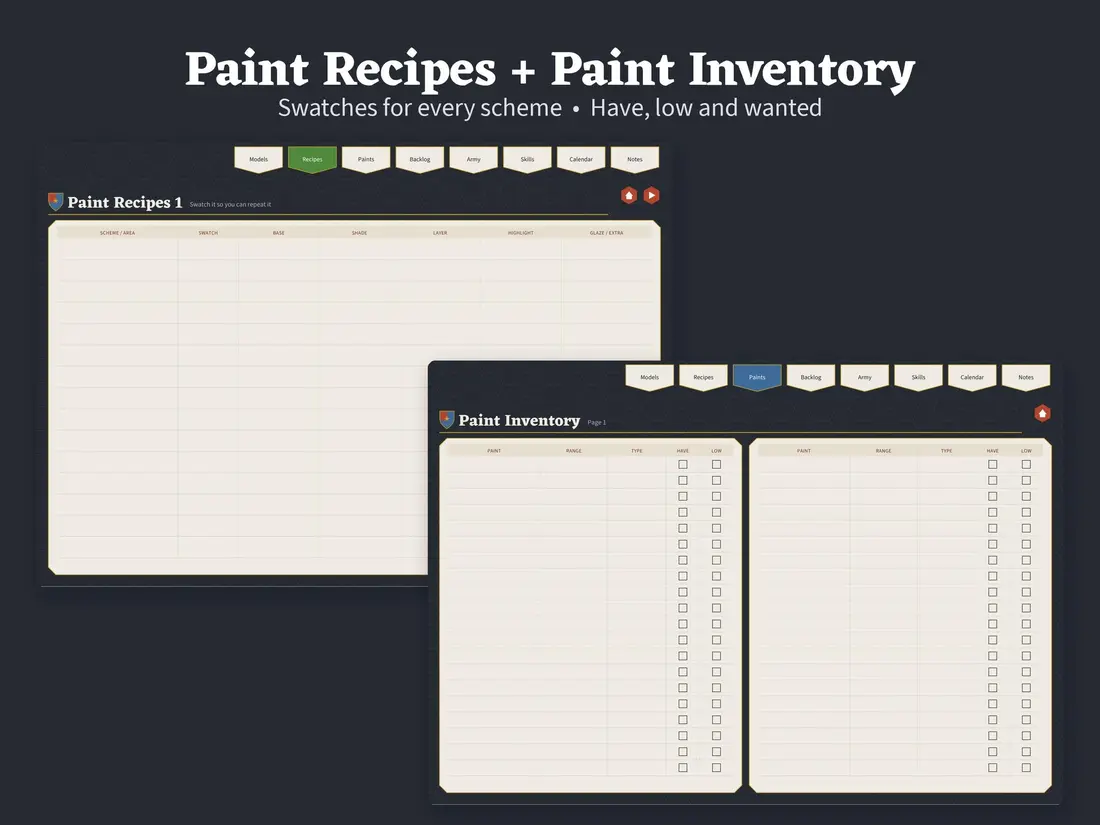 Paint Recipes + Paint Inventory
Swatches for every scheme • Have, low and wanted
Models Recipes Paints Backlog Army Skills Calendar Notes
Paint Recipes 1 Swatch it so you can repeat it
SCHEME / AREA SWATCH BASE SHADE LAYER HIGHLIGHT GLAZE / EXTRA
Models Recipes Paints Backlog Army Skills Calendar Notes
Paint Inventory Page 1
PAINT RANGE TYPE HAVE LOW PAINT RANGE TYPE HAVE LOW